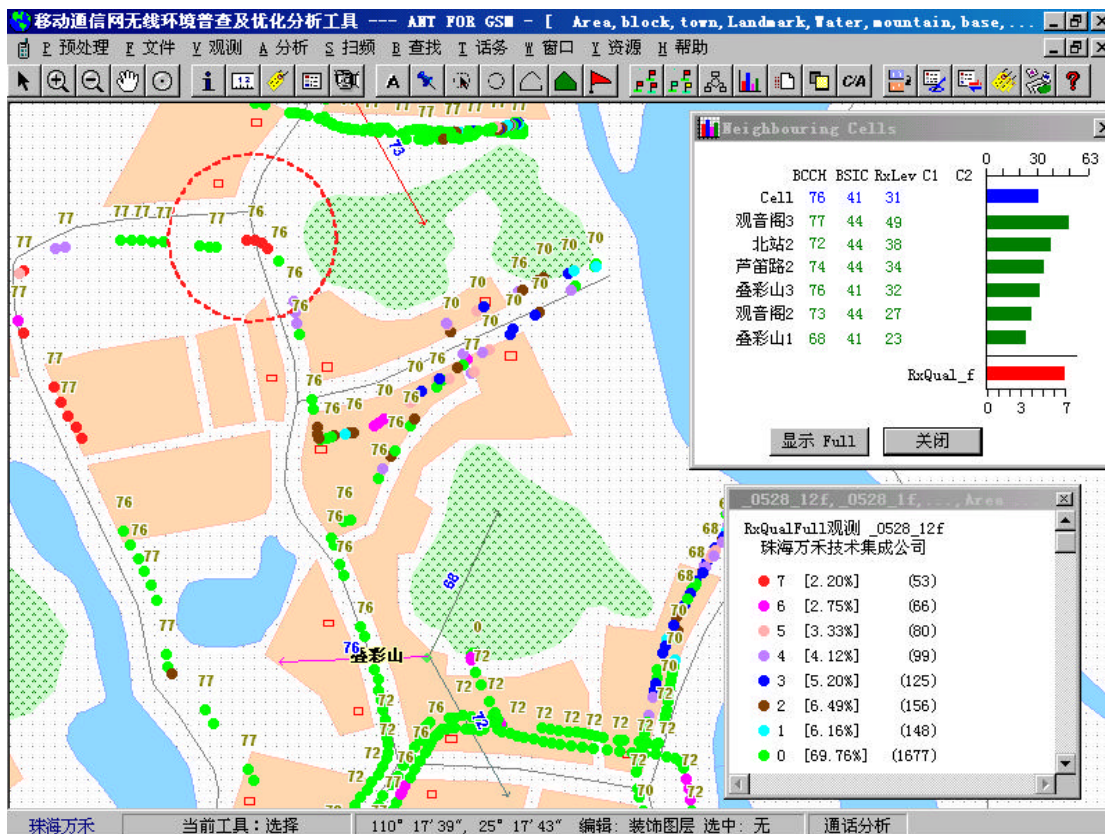 移动通信网无线环境普查及优化分析工具 --- ANT FOR GSM - [ Area,block,town,Landmark,Water,mountain,base,...
P 预处理 F 文件 V 观测 A 分析 S 扫频 B 查找 T 话务 W 窗口 Y 资源 H 帮助
Neighbouring Cells
0 30 63
BCCH BSIC RxLev C1 C2
Cell 76 41 31
观音阁3 77 44 49
北站2 72 44 38
芦笛路2 74 44 34
叠彩山3 76 41 32
观音阁2 73 44 27
叠彩山1 68 41 23
RxQual_f
0 3 7
显示 Full 关闭
_0528_12f,_0528_1f,...,Area
RxQualFull观测 _0528_12f
珠海万禾技术集成公司
7 [2.20%] (53)
6 [2.75%] (66)
5 [3.33%] (80)
4 [4.12%] (99)
3 [5.20%] (125)
2 [6.49%] (156)
1 [6.16%] (148)
0 [69.76%] (1677)
73
68
76
叠彩山
72
珠海万禾 当前工具：选择 110° 17′39″, 25° 17′43″ 编辑: 装饰图层 选中: 无 通话分析